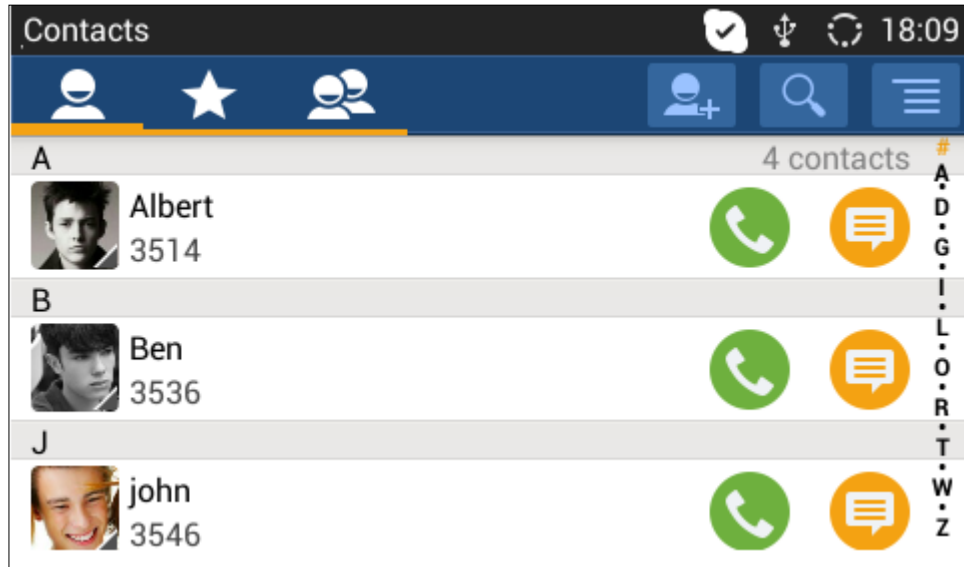 Contacts 18:09
A 4 contacts
Albert
3514
B
Ben
3536
J
john
3546
#
A
D
G
I
L
O
R
T
W
Z